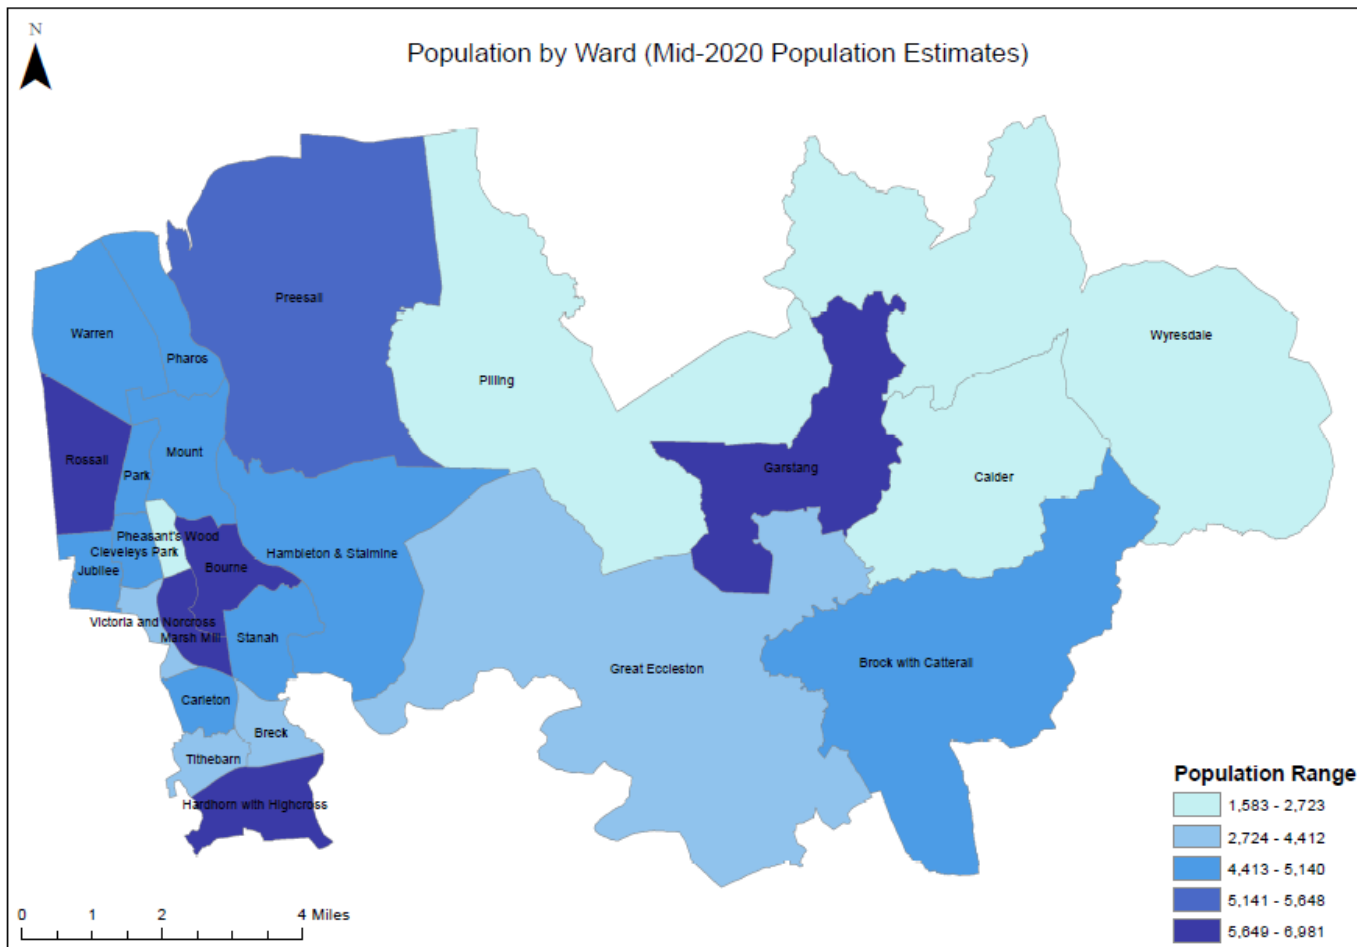 N
Population by Ward (Mid-2020 Population Estimates)
Preesall
Warren
Pharos
Wyresdale
Pilling
Rossall
Mount
Park
Garstang
Calder
Pheasant's Wood
Cleveleys Park
Hambleton & Stalmine
Jubilee
Bourne
Victoria and Norcross
Marsh Mill
Stanah
Great Eccleston
Brock with Catterall
Carleton
Breck
Tithebarn
Hardhorn with Highcross
Population Range
1,583 - 2,723
2,724 - 4,412
4,413 - 5,140
5,141 - 5,648
5,649 - 6,981
0 1 2 4 Miles